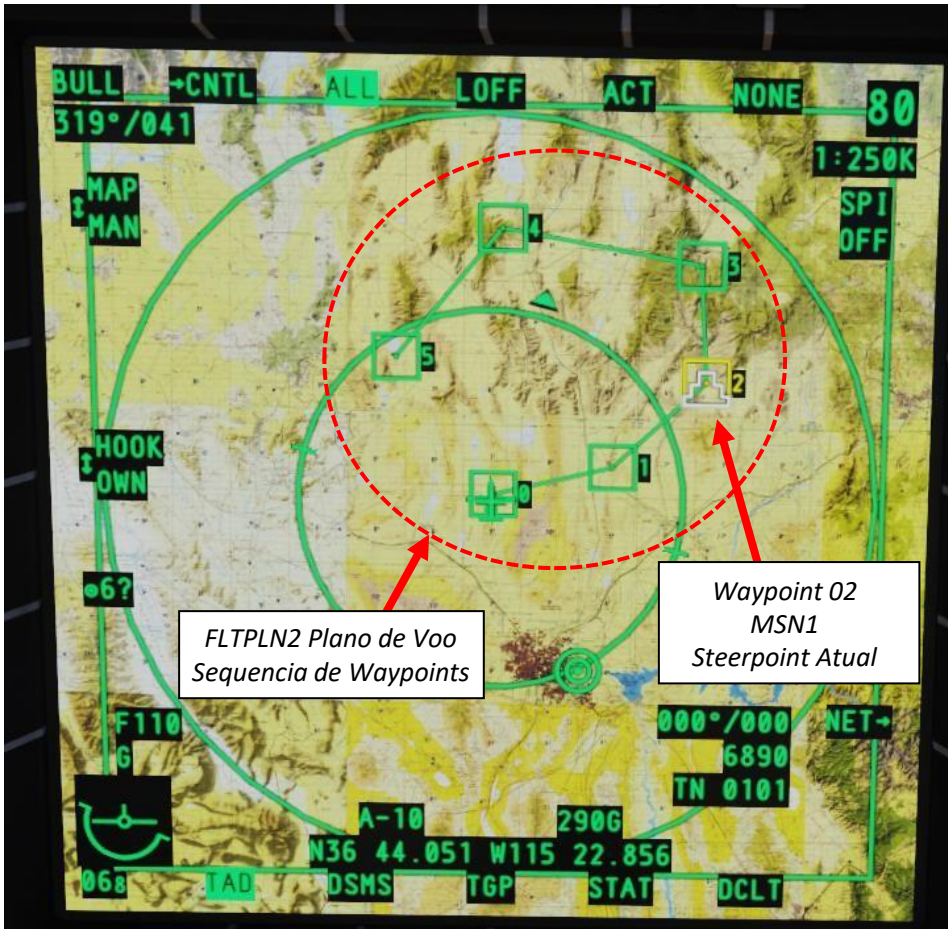 BULL →CNTL ALL LOFF ACT NONE 80
319°/041
1:250K
MAP
MAN
SPI
OFF
4
3
5
2
HOOK
OWN
1
0
⊙6?
FLTPLN2 Plano de Voo
Sequencia de Waypoints
Waypoint 02
MSN1
Steerpoint Atual
F110
G
000°/000 NET→
6890
TN 0101
A-10 290G
N36 44.051 W115 22.856
068 TAD DSMS TGP STAT DCLT